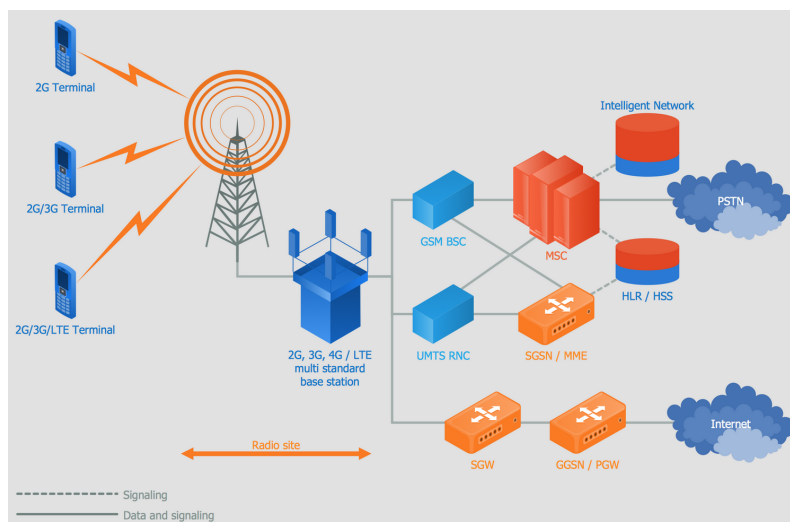 2G Terminal
2G/3G Terminal
2G/3G/LTE Terminal
2G, 3G, 4G / LTE
multi standard
base station
Radio site
GSM BSC
UMTS RNC
MSC
SGSN / MME
SGW
GGSN / PGW
Intelligent Network
PSTN
HLR / HSS
Internet
Signaling
Data and signaling